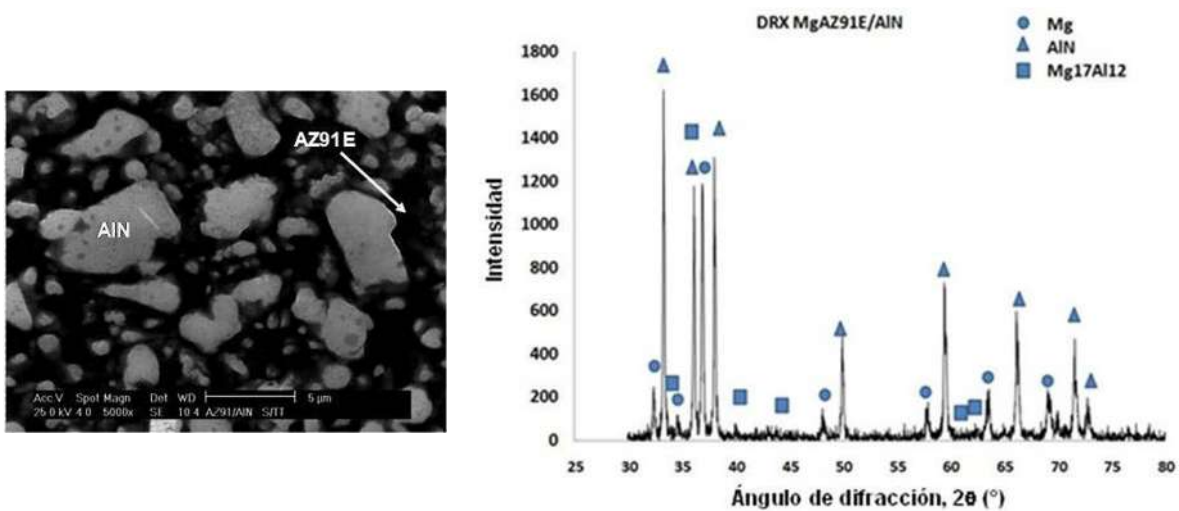 AZ91E
AlN
Acc.V Spot Magn Det WD 5 µm
25.0 kV 4.0 5000x SE 10.4 AZ91/AlN S/TT
DRX MgAZ91E/AlN
Mg
AlN
Mg17Al12
Intensidad
1800
1600
1400
1200
1000
800
600
400
200
0
25 30 35 40 45 50 55 60 65 70 75 80
Ángulo de difracción, 2θ (°)